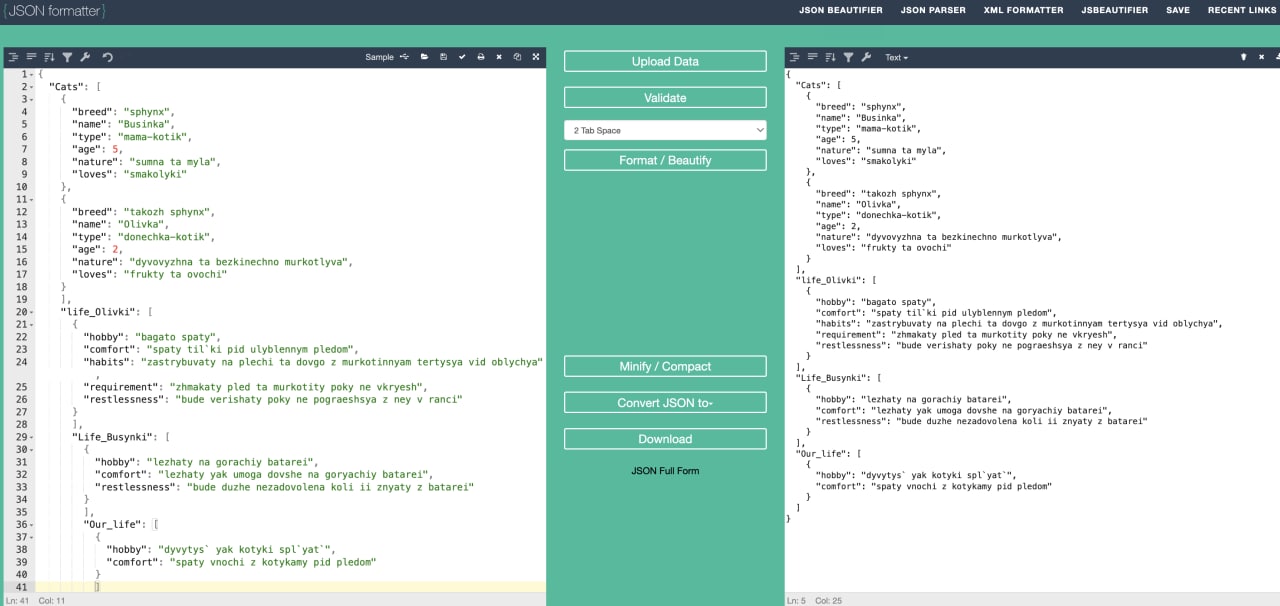 {JSON formatter}
JSON BEAUTIFIER JSON PARSER XML FORMATTER JSBEAUTIFIER SAVE RECENT LINKS
Sample
1 {
2 "Cats": [
3 {
4 "breed": "sphynx",
5 "name": "Businka",
6 "type": "mama-kotik",
7 "age": 5,
8 "nature": "sumna ta myla",
9 "loves": "smakolyki"
10 },
11 {
12 "breed": "takozh sphynx",
13 "name": "Olivka",
14 "type": "donechka-kotik",
15 "age": 2,
16 "nature": "dyvovyzhna ta bezkinechno murkotlyva",
17 "loves": "frukty ta ovochi"
18 }
19 ],
20 "life_Olivki": [
21 {
22 "hobby": "bagato spaty",
23 "comfort": "spaty til`ki pid ulyblennym pledom",
24 "habits": "zastrybuvaty na plechi ta dovgo z murkotinnyam tertysya vid oblychya"
,
25 "requirement": "zhmakaty pled ta murkotity poky ne vkryesh",
26 "restlessness": "bude verishaty poky ne pograeshsya z ney v ranci"
27 }
28 ],
29 "Life_Busynki": [
30 {
31 "hobby": "lezhaty na gorachiy batarei",
32 "comfort": "lezhaty yak umoga dovshe na goryachiy batarei",
33 "restlessness": "bude duzhe nezadovolena koli ii znyaty z batarei"
34 }
35 ],
36 "Our_life": [
37 {
38 "hobby": "dyvytys` yak kotyki spl`yat`",
39 "comfort": "spaty vnochi z kotykamy pid pledom"
40 }
41 ]
Ln: 41 Col: 11
Upload Data
Validate
2 Tab Space
Format / Beautify
Minify / Compact
Convert JSON to
Download
JSON Full Form
Text
{
"Cats": [
{
"breed": "sphynx",
"name": "Businka",
"type": "mama-kotik",
"age": 5,
"nature": "sumna ta myla",
"loves": "smakolyki"
},
{
"breed": "takozh sphynx",
"name": "Olivka",
"type": "donechka-kotik",
"age": 2,
"nature": "dyvovyzhna ta bezkinechno murkotlyva",
"loves": "frukty ta ovochi"
}
],
"life_Olivki": [
{
"hobby": "bagato spaty",
"comfort": "spaty til`ki pid ulyblennym pledom",
"habits": "zastrybuvaty na plechi ta dovgo z murkotinnyam tertysya vid oblychya",
"requirement": "zhmakaty pled ta murkotity poky ne vkryesh",
"restlessness": "bude verishaty poky ne pograeshsya z ney v ranci"
}
],
"Life_Busynki": [
{
"hobby": "lezhaty na gorachiy batarei",
"comfort": "lezhaty yak umoga dovshe na goryachiy batarei",
"restlessness": "bude duzhe nezadovolena koli ii znyaty z batarei"
}
],
"Our_life": [
{
"hobby": "dyvytys` yak kotyki spl`yat`",
"comfort": "spaty vnochi z kotykamy pid pledom"
}
]
}
Ln: 5 Col: 25